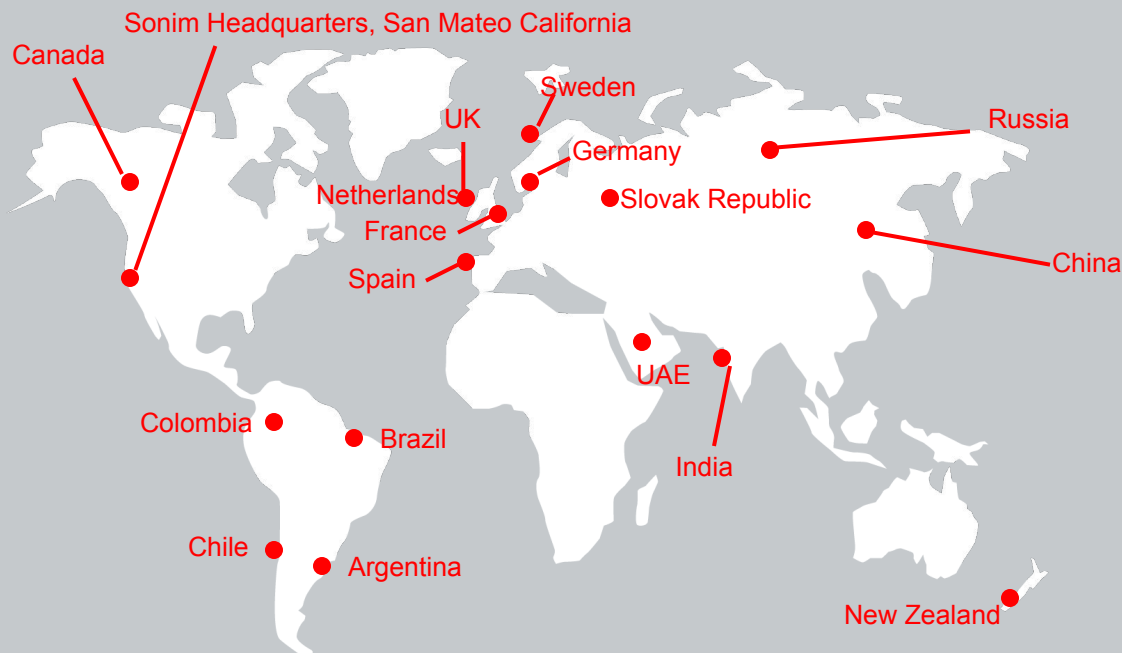 Sonim Headquarters, San Mateo California
Canada
Sweden
UK
Russia
Germany
Netherlands
Slovak Republic
France
China
Spain
UAE
Colombia
Brazil
India
Chile
Argentina
New Zealand